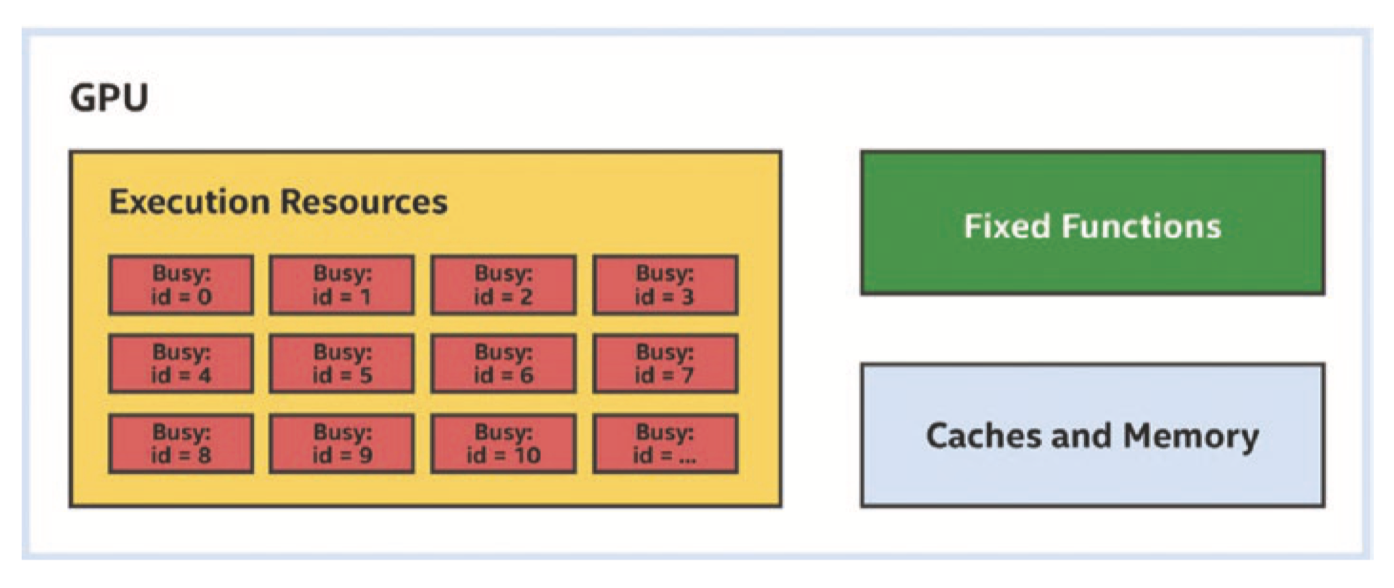 GPU
Execution Resources
Busy:
id = 0
Busy:
id = 1
Busy:
id = 2
Busy:
id = 3
Busy:
id = 4
Busy:
id = 5
Busy:
id = 6
Busy:
id = 7
Busy:
id = 8
Busy:
id = 9
Busy:
id = 10
Busy:
id = ...
Fixed Functions
Caches and Memory